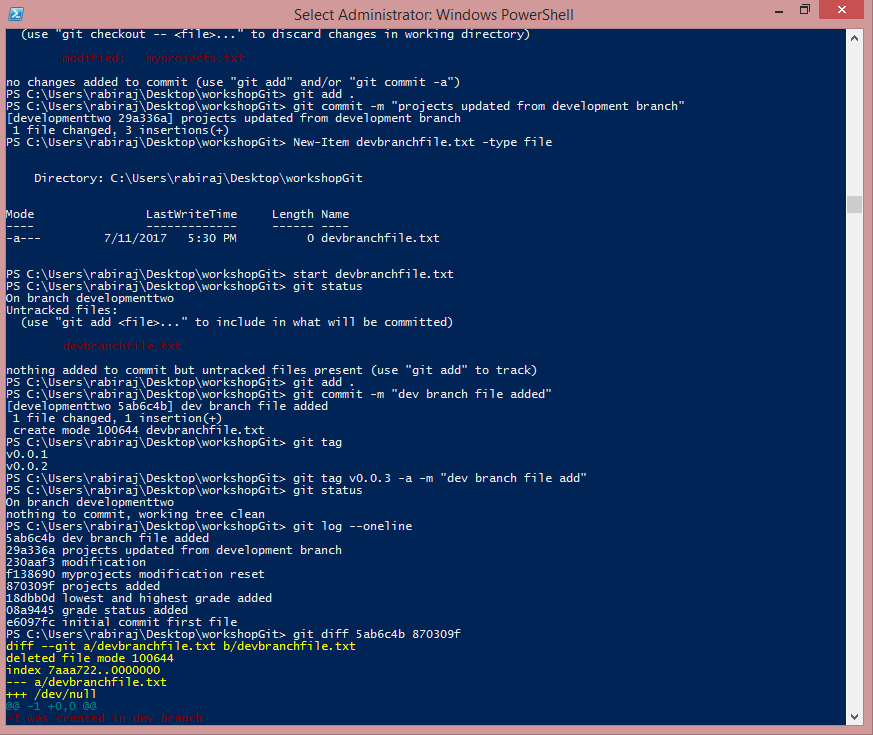 Select Administrator: Windows PowerShell
(use "git checkout -- <file>..." to discard changes in working directory)
modified: myprojects.txt
no changes added to commit (use "git add" and/or "git commit -a")
PS C:\Users\rabiraj\Desktop\workshopGit> git add .
PS C:\Users\rabiraj\Desktop\workshopGit> git commit -m "projects updated from development branch"
[developmenttwo 29a336a] projects updated from development branch
1 file changed, 3 insertions(+)
PS C:\Users\rabiraj\Desktop\workshopGit> New-Item devbranchfile.txt -type file
Directory: C:\Users\rabiraj\Desktop\workshopGit
Mode LastWriteTime Length Name
---- ------------- ------ ----
-a--- 7/11/2017 5:30 PM 0 devbranchfile.txt
PS C:\Users\rabiraj\Desktop\workshopGit> start devbranchfile.txt
PS C:\Users\rabiraj\Desktop\workshopGit> git status
On branch developmenttwo
Untracked files:
(use "git add <file>..." to include in what will be committed)
devbranchfile.txt
nothing added to commit but untracked files present (use "git add" to track)
PS C:\Users\rabiraj\Desktop\workshopGit> git add .
PS C:\Users\rabiraj\Desktop\workshopGit> git commit -m "dev branch file added"
[developmenttwo 5ab6c4b] dev branch file added
1 file changed, 1 insertion(+)
create mode 100644 devbranchfile.txt
PS C:\Users\rabiraj\Desktop\workshopGit> git tag
v0.0.1
v0.0.2
PS C:\Users\rabiraj\Desktop\workshopGit> git tag v0.0.3 -a -m "dev branch file add"
PS C:\Users\rabiraj\Desktop\workshopGit> git status
On branch developmenttwo
nothing to commit, working tree clean
PS C:\Users\rabiraj\Desktop\workshopGit> git log --oneline
5ab6c4b dev branch file added
29a336a projects updated from development branch
230aaf3 modification
f138690 myprojects modification reset
870309f projects added
18dbb0d lowest and highest grade added
08a9445 grade status added
e6097fc initial commit first file
PS C:\Users\rabiraj\Desktop\workshopGit> git diff 5ab6c4b 870309f
diff --git a/devbranchfile.txt b/devbranchfile.txt
deleted file mode 100644
index 7aaa722..0000000
--- a/devbranchfile.txt
+++ /dev/null
@@ -1 +0,0 @@
-I was created in dev branch